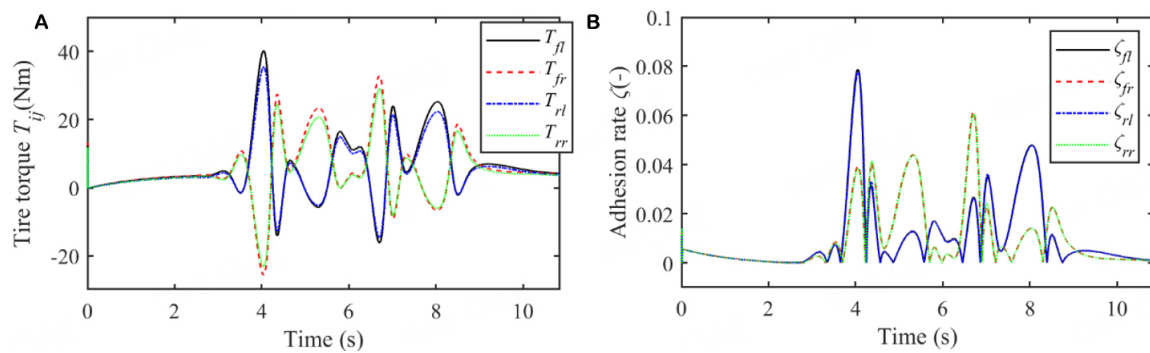 A
Tire torque T_ij(Nm)
40
20
0
-20
0 2 4 6 8 10
Time (s)
T_fl
T_fr
T_rl
T_rr
B
Adhesion rate ζ(-)
0.1
0.08
0.06
0.04
0.02
0
0 2 4 6 8 10
Time (s)
ζ_fl
ζ_fr
ζ_rl
ζ_rr